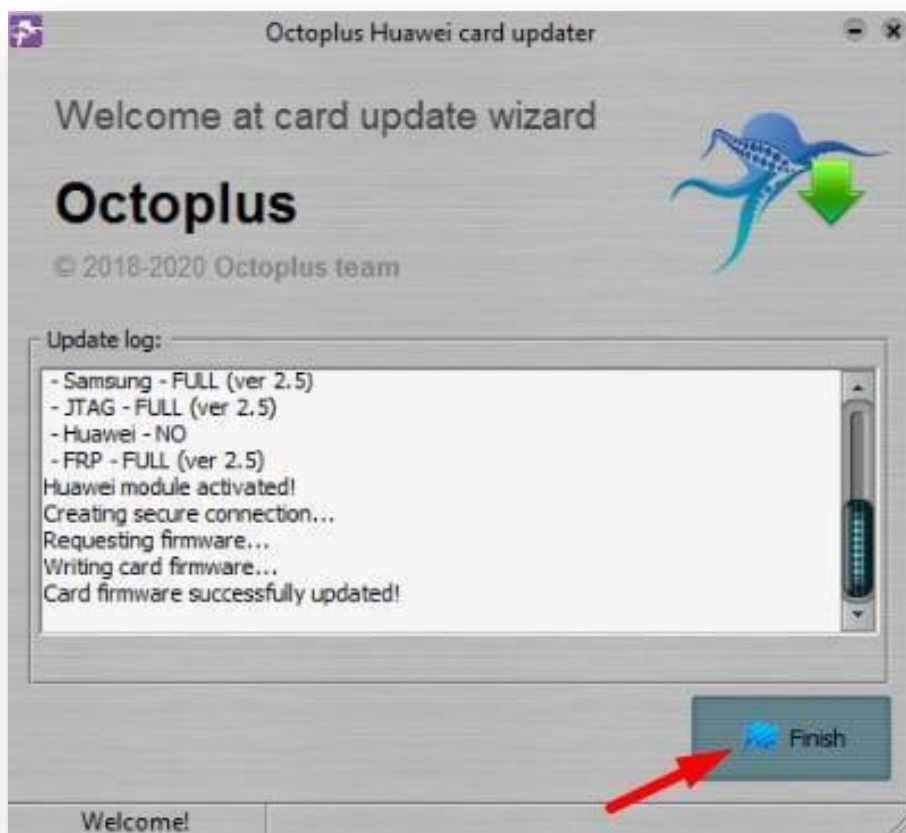 Octoplus Huawei card updater
Welcome at card update wizard
Octoplus
© 2018-2020 Octoplus team
Update log:
- Samsung - FULL (ver 2.5)
- JTAG - FULL (ver 2.5)
- Huawei - NO
- FRP - FULL (ver 2.5)
Huawei module activated!
Creating secure connection...
Requesting firmware...
Writing card firmware...
Card firmware successfully updated!
Finish
Welcome!